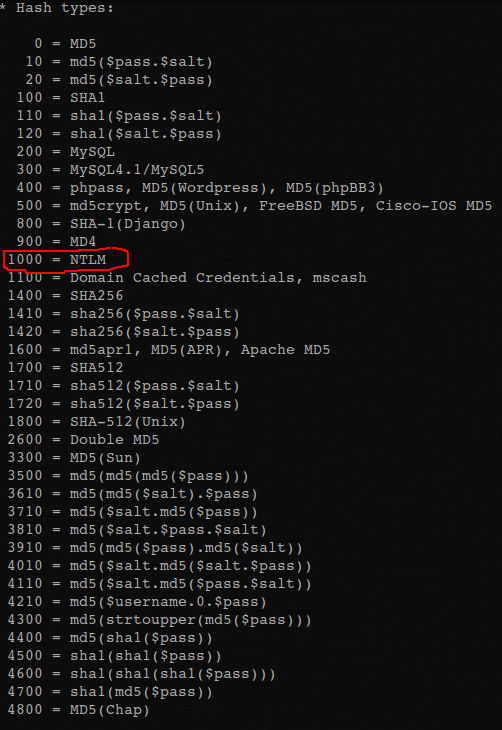 * Hash types:
0 = MD5
10 = md5($pass.$salt)
20 = md5($salt.$pass)
100 = SHA1
110 = sha1($pass.$salt)
120 = sha1($salt.$pass)
200 = MySQL
300 = MySQL4.1/MySQL5
400 = phpass, MD5(Wordpress), MD5(phpBB3)
500 = md5crypt, MD5(Unix), FreeBSD MD5, Cisco-IOS MD5
800 = SHA-1(Django)
900 = MD4
1000 = NTLM
1100 = Domain Cached Credentials, mscash
1400 = SHA256
1410 = sha256($pass.$salt)
1420 = sha256($salt.$pass)
1600 = md5apr1, MD5(APR), Apache MD5
1700 = SHA512
1710 = sha512($pass.$salt)
1720 = sha512($salt.$pass)
1800 = SHA-512(Unix)
2600 = Double MD5
3300 = MD5(Sun)
3500 = md5(md5(md5($pass)))
3610 = md5(md5($salt).$pass)
3710 = md5($salt.md5($pass))
3810 = md5($salt.$pass.$salt)
3910 = md5(md5($pass).md5($salt))
4010 = md5($salt.md5($salt.$pass))
4110 = md5($salt.md5($pass.$salt))
4210 = md5($username.0.$pass)
4300 = md5(strtoupper(md5($pass)))
4400 = md5(sha1($pass))
4500 = sha1(sha1($pass))
4600 = sha1(sha1(sha1($pass)))
4700 = sha1(md5($pass))
4800 = MD5(Chap)